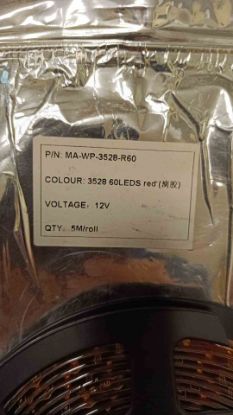 P/N: MA-WP-3528-R60
COLOUR: 3528 60LEDS red (滴胶)
VOLTAGE: 12V
QTY: 5M/roll